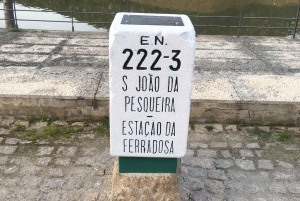 E.N.
222-3
S JOÃO DA
PESQUEIRA
-
ESTAÇÃO DA
FERRADOSA